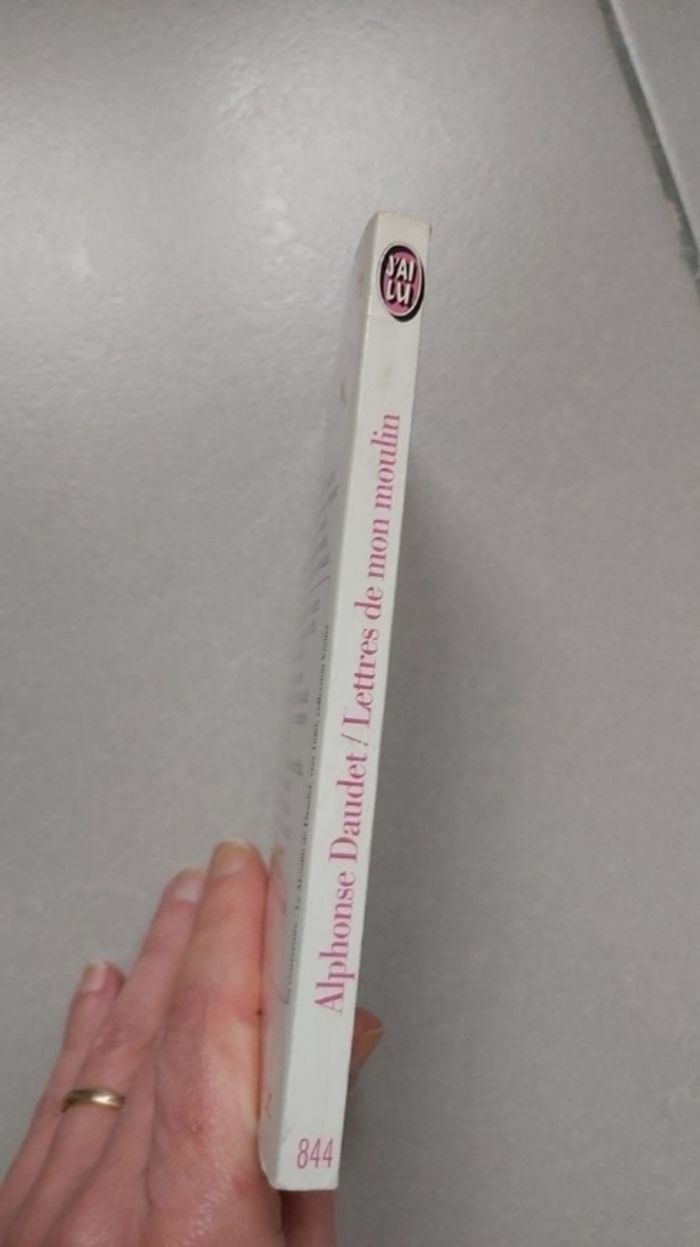 J'AI
LU
Alphonse Daudet / Lettres de mon moulin
844